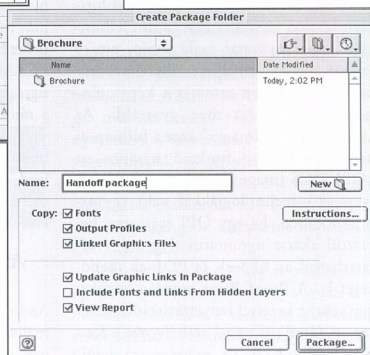 Create Package Folder
Brochure
Name Date Modified
Brochure Today, 2:02 PM
Name: Handoff package New
Copy: Fonts Instructions...
Output Profiles
Linked Graphics Files
Update Graphic Links In Package
Include Fonts and Links From Hidden Layers
View Report
? Cancel Package...